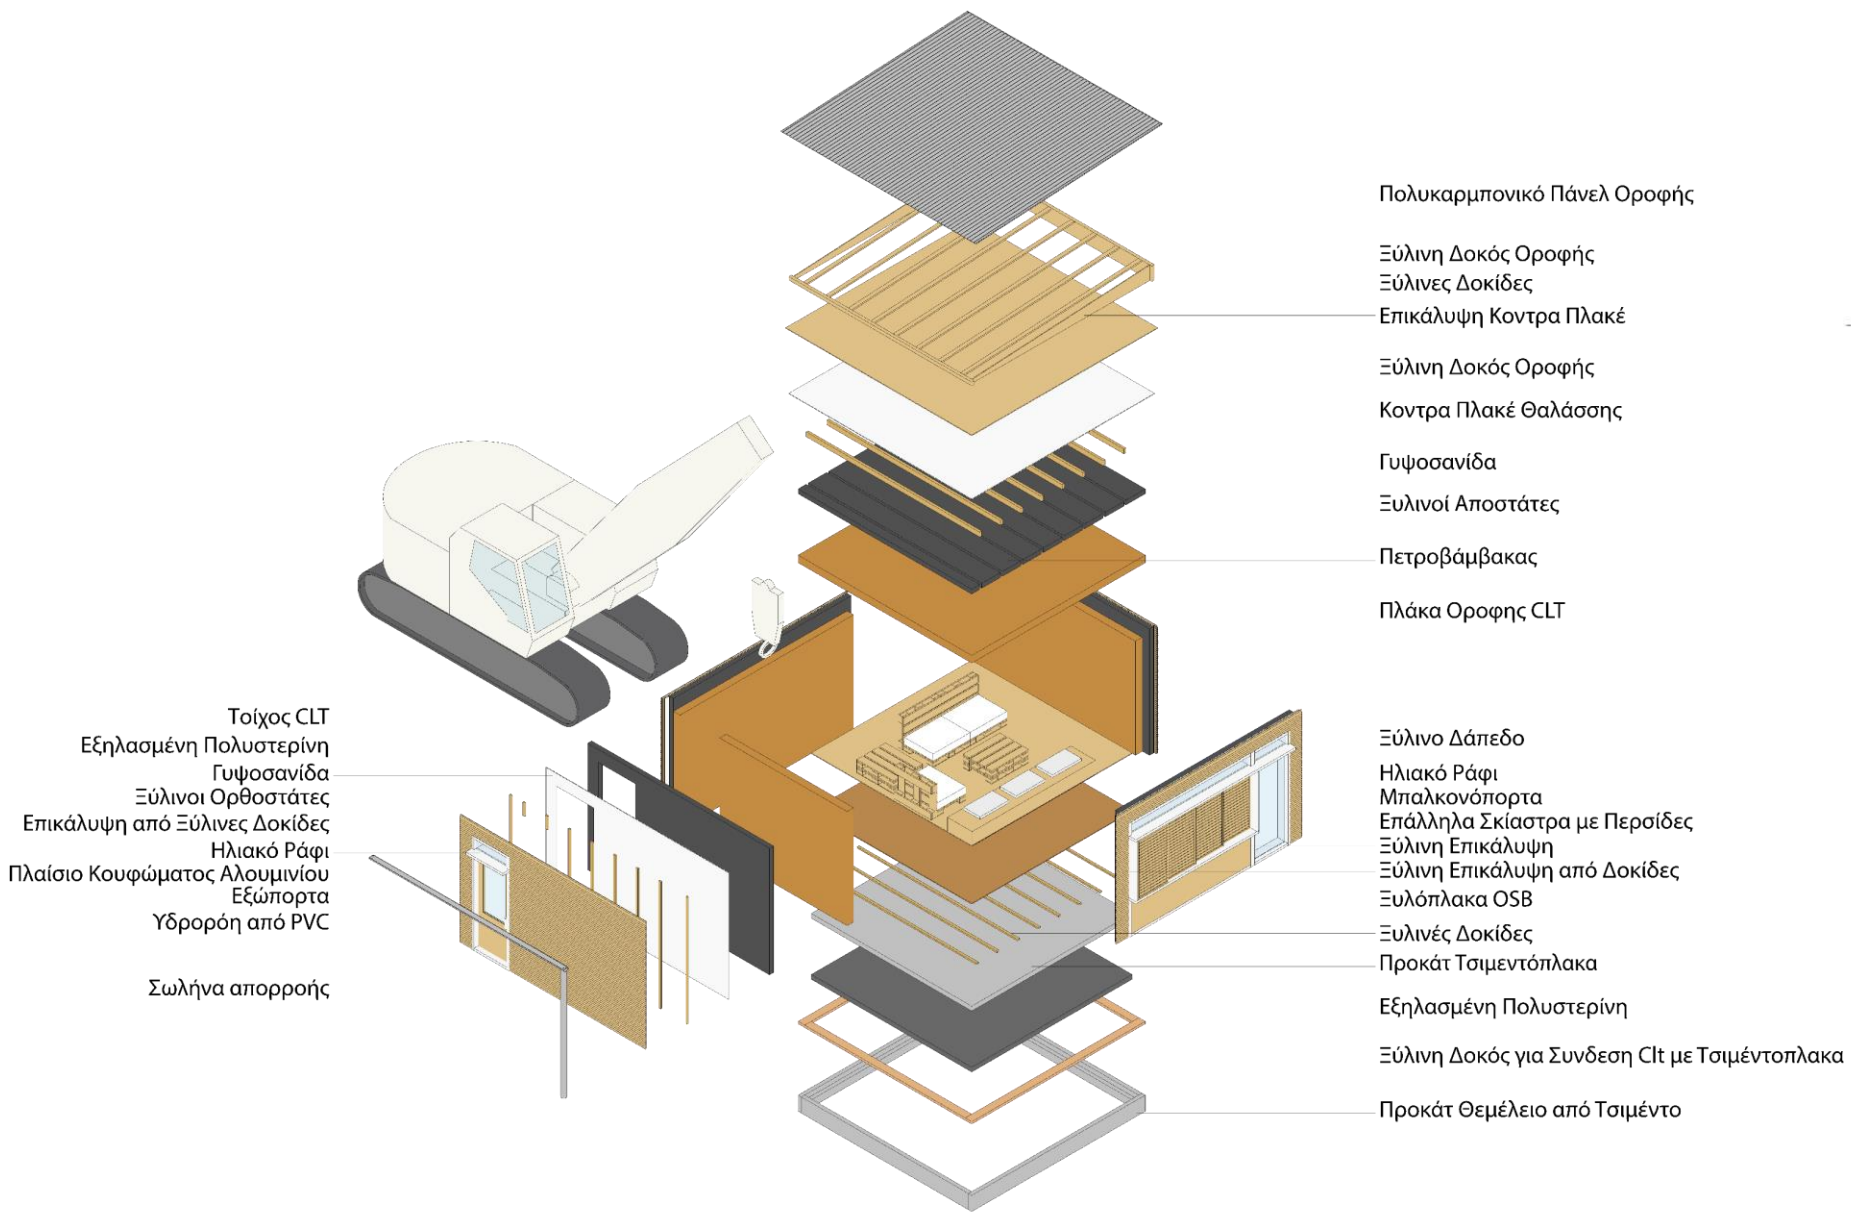 Πολυκαρμπονικό Πάνελ Οροφής
Ξύλινη Δοκός Οροφής
Ξύλινες Δοκίδες
Επικάλυψη Κοντρα Πλακέ
Ξύλινη Δοκός Οροφής
Κοντρα Πλακέ Θαλάσσης
Γυψοσανίδα
Ξυλινοί Αποστάτες
Πετροβάμβακας
Πλάκα Οροφης CLT
Τοίχος CLT
Εξηλασμένη Πολυστερίνη
Γυψοσανίδα
Ξύλινοι Ορθοστάτες
Επικάλυψη από Ξύλινες Δοκίδες
Ηλιακό Ράφι
Πλαίσιο Κουφώματος Αλουμινίου
Εξώπορτα
Υδρορόη από PVC
Σωλήνα απορροής
Ξύλινο Δάπεδο
Ηλιακό Ράφι
Μπαλκονόπορτα
Επάλληλα Σκίαστρα με Περσίδες
Ξύλινη Επικάλυψη
Ξύλινη Επικάλυψη από Δοκίδες
Ξυλόπλακα OSB
Ξυλινές Δοκίδες
Προκάτ Τσιμεντόπλακα
Εξηλασμένη Πολυστερίνη
Ξύλινη Δοκός για Συνδεση Clt με Τσιμέντοπλακα
Προκάτ Θεμέλειο από Τσιμέντο